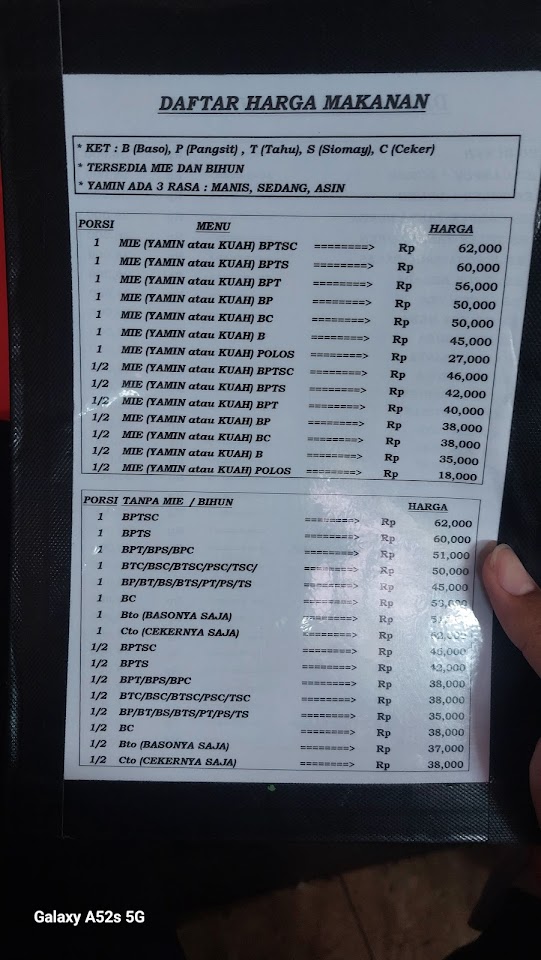 DAFTAR HARGA MAKANAN
* KET : B (Baso), P (Pangsit) , T (Tahu), S (Siomay), C (Ceker)
* TERSEDIA MIE DAN BIHUN
* YAMIN ADA 3 RASA : MANIS, SEDANG, ASIN
PORSI MENU HARGA
1 MIE (YAMIN atau KUAH) BPTSC ========> Rp 62,000
1 MIE (YAMIN atau KUAH) BPTS ========> Rp 60,000
1 MIE (YAMIN atau KUAH) BPT ========> Rp 56,000
1 MIE (YAMIN atau KUAH) BP ========> Rp 50,000
1 MIE (YAMIN atau KUAH) BC ========> Rp 50,000
1 MIE (YAMIN atau KUAH) B ========> Rp 45,000
1 MIE (YAMIN atau KUAH) POLOS ========> Rp 27,000
1/2 MIE (YAMIN atau KUAH) BPTSC ========> Rp 46,000
1/2 MIE (YAMIN atau KUAH) BPTS ========> Rp 42,000
1/2 MIE (YAMIN atau KUAH) BPT ========> Rp 40,000
1/2 MIE (YAMIN atau KUAH) BP ========> Rp 38,000
1/2 MIE (YAMIN atau KUAH) BC ========> Rp 38,000
1/2 MIE (YAMIN atau KUAH) B ========> Rp 35,000
1/2 MIE (YAMIN atau KUAH) POLOS ========> Rp 18,000
PORSI TANPA MIE / BIHUN HARGA
1 BPTSC ========> Rp 62,000
1 BPTS ========> Rp 60,000
1 BPT/BPS/BPC ========> Rp 51,000
1 BTC/BSC/BTSC/PSC/TSC/ ========> Rp 50,000
1 BP/BT/BS/BTS/PT/PS/TS ========> Rp 45,000
1 BC ========> Rp
1 Bto (BASONYA SAJA) ========> Rp
1 Cto (CEKERNYA SAJA) ========> Rp
1/2 BPTSC ========> Rp 46,000
1/2 BPTS ========> Rp 42,000
1/2 BPT/BPS/BPC ========> Rp 38,000
1/2 BTC/BSC/BTSC/PSC/TSC ========> Rp 38,000
1/2 BP/BT/BS/BTS/PT/PS/TS ========> Rp 35,000
1/2 BC ========> Rp 38,000
1/2 Bto (BASONYA SAJA) ========> Rp 37,000
1/2 Cto (CEKERNYA SAJA) ========> Rp 38,000
Galaxy A52s 5G